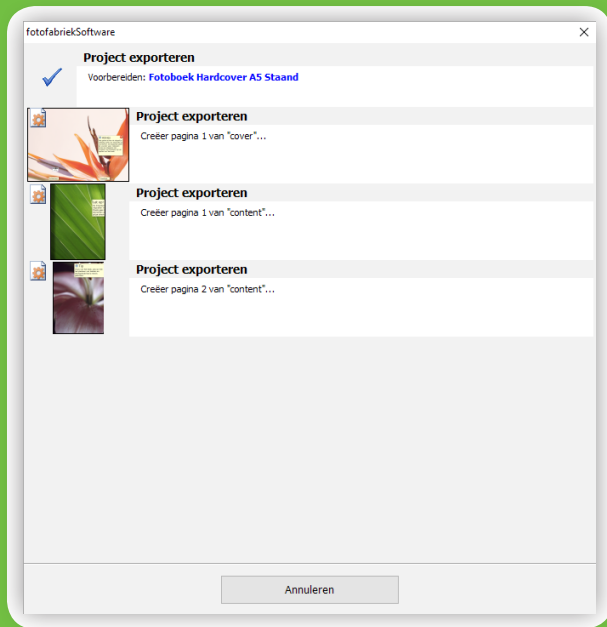 fotofabriekSoftware
Project exporteren
Voorbereiden: Fotoboek Hardcover A5 Staand
Project exporteren
Creëer pagina 1 van "cover"...
Project exporteren
Creëer pagina 1 van "content"...
Project exporteren
Creëer pagina 2 van "content"...
Annuleren